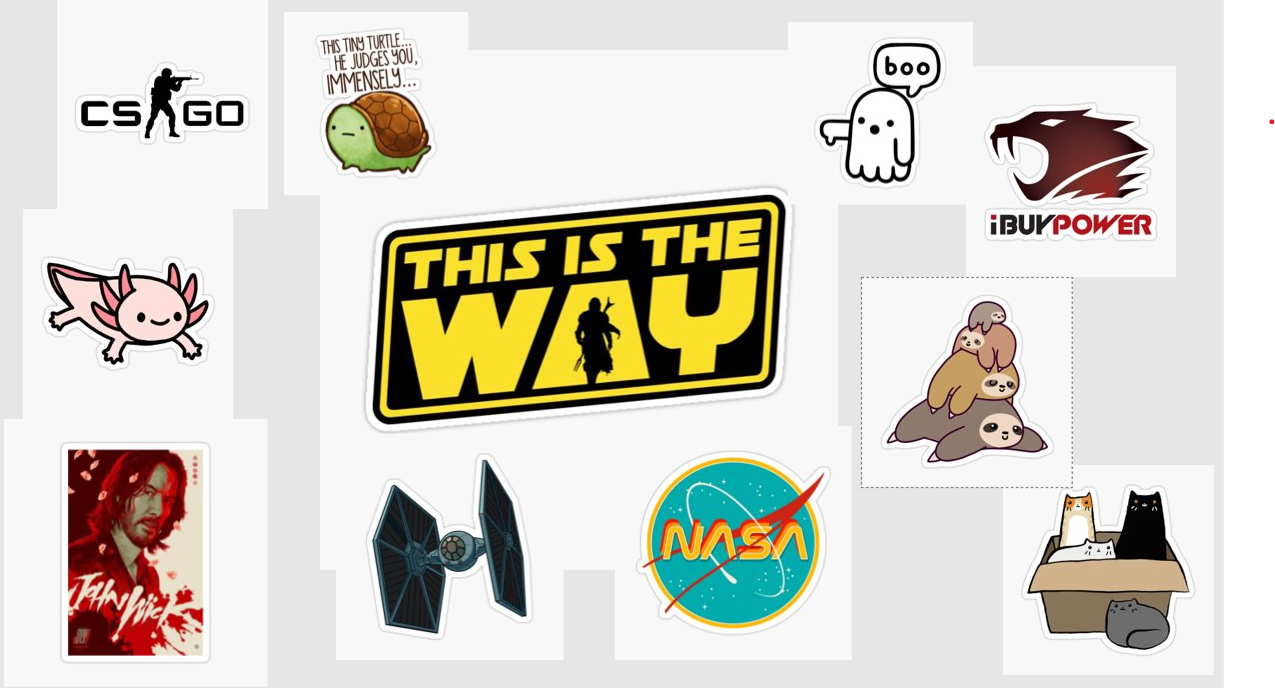 CS GO
THIS TINY TURTLE...
HE JUDGES YOU,
IMMENSELY...
boo
iBUYPOWER
THIS IS THE
WAY
NASA
JOHN WICK